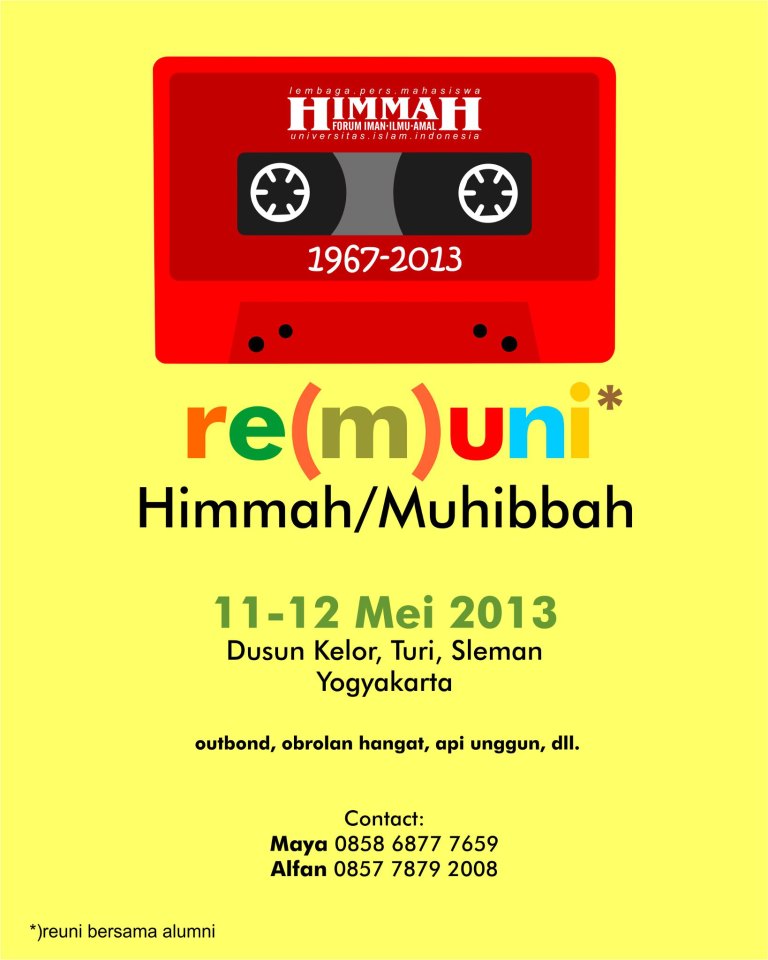 lembaga.pers.mahasiswa
HIMMAH
FORUM IMAN·ILMU·AMAL
universitas.islam.indonesia
1967-2013
re(m)uni*
Himmah/Muhibbah
11-12 Mei 2013
Dusun Kelor, Turi, Sleman
Yogyakarta
outbond, obrolan hangat, api unggun, dll.
Contact:
Maya 0858 6877 7659
Alfan 0857 7879 2008
*)reuni bersama alumni